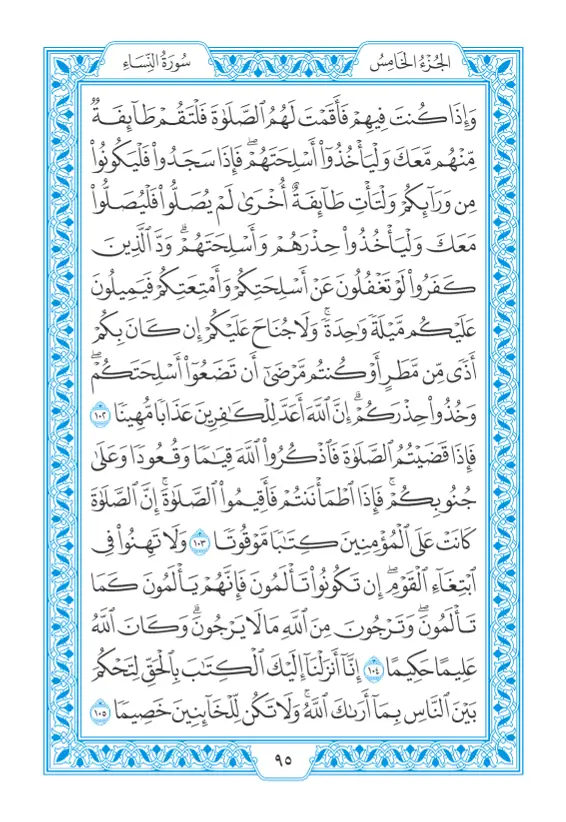 الجُزْءُ الخَامِسُ
سُورَةُ النِّسَاءِ
وَإِذَا كُنتَ فِيهِمْ فَأَقَمْتَ لَهُمُ ٱلصَّلَوٰةَ فَلْتَقُمْ طَآئِفَةٌ
مِّنْهُم مَّعَكَ وَلْيَأْخُذُوٓا۟ أَسْلِحَتَهُمْۖ فَإِذَا سَجَدُوا۟ فَلْيَكُونُوا۟
مِن وَرَآئِكُمْ وَلْتَأْتِ طَآئِفَةٌ أُخْرَىٰ لَمْ يُصَلُّوا۟ فَلْيُصَلُّوا۟
مَعَكَ وَلْيَأْخُذُوا۟ حِذْرَهُمْ وَأَسْلِحَتَهُمْۗ وَدَّ ٱلَّذِينَ
كَفَرُوا۟ لَوْ تَغْفُلُونَ عَنْ أَسْلِحَتِكُمْ وَأَمْتِعَتِكُمْ فَيَمِيلُونَ
عَلَيْكُم مَّيْلَةً وَٰحِدَةًۚ وَلَا جُنَاحَ عَلَيْكُمْ إِن كَانَ بِكُمْ
أَذًى مِّن مَّطَرٍ أَوْ كُنتُم مَّرْضَىٰٓ أَن تَضَعُوٓا۟ أَسْلِحَتَكُمْۖ
وَخُذُوا۟ حِذْرَكُمْۗ إِنَّ ٱللَّهَ أَعَدَّ لِلْكَٰفِرِينَ عَذَابًا مُّهِينًا ١٠٢
فَإِذَا قَضَيْتُمُ ٱلصَّلَوٰةَ فَٱذْكُرُوا۟ ٱللَّهَ قِيَٰمًا وَقُعُودًا وَعَلَىٰ
جُنُوبِكُمْۚ فَإِذَا ٱطْمَأْنَنتُمْ فَأَقِيمُوا۟ ٱلصَّلَوٰةَۚ إِنَّ ٱلصَّلَوٰةَ
كَانَتْ عَلَى ٱلْمُؤْمِنِينَ كِتَٰبًا مَّوْقُوتًا ١٠٣ وَلَا تَهِنُوا۟ فِى
ٱبْتِغَآءِ ٱلْقَوْمِۖ إِن تَكُونُوا۟ تَأْلَمُونَ فَإِنَّهُمْ يَأْلَمُونَ كَمَا
تَأْلَمُونَۖ وَتَرْجُونَ مِنَ ٱللَّهِ مَا لَا يَرْجُونَۗ وَكَانَ ٱللَّهُ
عَلِيمًا حَكِيمًا ١٠٤ إِنَّآ أَنزَلْنَآ إِلَيْكَ ٱلْكِتَٰبَ بِٱلْحَقِّ لِتَحْكُمَ
بَيْنَ ٱلنَّاسِ بِمَآ أَرَىٰكَ ٱللَّهُۚ وَلَا تَكُن لِّلْخَآئِنِينَ خَصِيمًا ١٠٥
٩٥